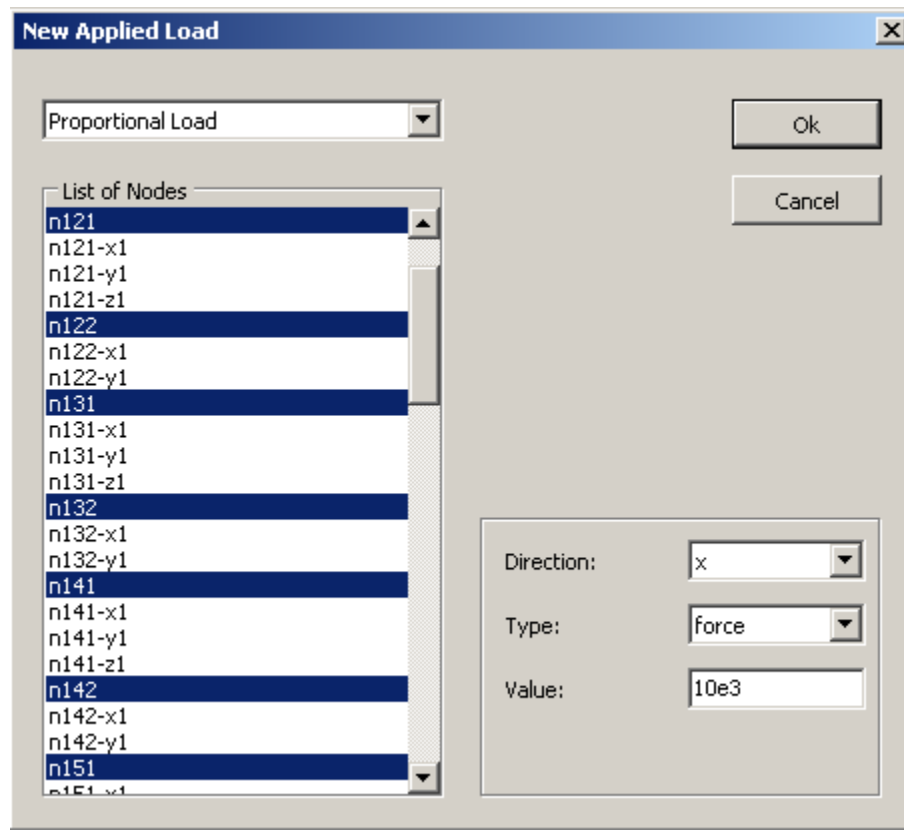 New Applied Load
Proportional Load
Ok
Cancel
List of Nodes
n121
n121-x1
n121-y1
n121-z1
n122
n122-x1
n122-y1
n131
n131-x1
n131-y1
n131-z1
n132
n132-x1
n132-y1
n141
n141-x1
n141-y1
n141-z1
n142
n142-x1
n142-y1
n151
n151-x1
Direction: x
Type: force
Value: 10e3